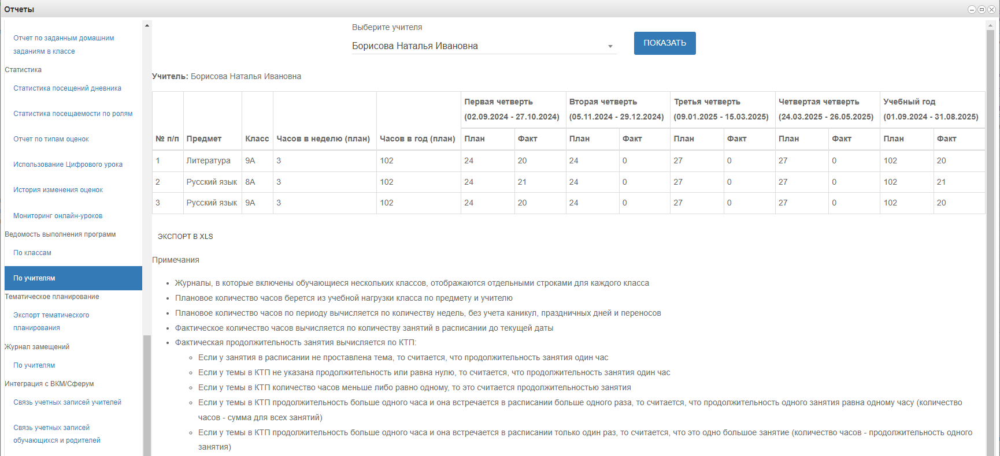 Отчеты
Отчет по заданным домашним
заданиям в классе
Статистика
Статистика посещений дневника
Статистика посещаемости по ролям
Отчет по типам оценок
Использование Цифрового урока
История изменения оценок
Мониторинг онлайн-уроков
Ведомость выполнения программ
По классам
По учителям
Тематическое планирование
Экспорт тематического
планирования
Журнал замещений
По учителям
Интеграция с ВКМ/Сферум
Связь учетных записей учителей
Связь учетных записей
обучающихся и родителей
Выберите учителя
Борисова Наталья Ивановна
ПОКАЗАТЬ
Учитель: Борисова Наталья Ивановна
Первая четверть Вторая четверть Третья четверть Четвертая четверть Учебный год
(02.09.2024 - 27.10.2024) (05.11.2024 - 29.12.2024) (09.01.2025 - 15.03.2025) (24.03.2025 - 26.05.2025) (01.09.2024 - 31.08.2025)
№ п/п Предмет Класс Часов в неделю (план) Часов в год (план) План Факт План Факт План Факт План Факт План Факт
1 Литература 9А 3 102 24 20 24 0 27 0 27 0 102 20
2 Русский язык 8А 3 102 24 21 24 0 27 0 27 0 102 21
3 Русский язык 9А 3 102 24 20 24 0 27 0 27 0 102 20
ЭКСПОРТ В XLS
Примечания
• Журналы, в которые включены обучающиеся нескольких классов, отображаются отдельными строками для каждого класса
• Плановое количество часов берется из учебной нагрузки класса по предмету и учителю
• Плановое количество часов по периоду вычисляется по количеству недель, без учета каникул, праздничных дней и переносов
• Фактическое количество часов вычисляется по количеству занятий в расписании до текущей даты
• Фактическая продолжительность занятия вычисляется по КТП:
◦ Если у занятия в расписании не проставлена тема, то считается, что продолжительность занятия один час
◦ Если у темы в КТП не указана продолжительность или равна нулю, то считается, что продолжительность занятия один час
◦ Если у темы в КТП количество часов меньше либо равно одному, то это считается продолжительностью занятия
◦ Если у темы в КТП продолжительность больше одного часа и она встречается в расписании больше одного раза, то считается, что продолжительность одного занятия равна одному часу (количество
часов - сумма для всех занятий)
◦ Если у темы в КТП продолжительность больше одного часа и она встречается в расписании только один раз, то считается, что это одно большое занятие (количество часов - продолжительность одного
занятия)